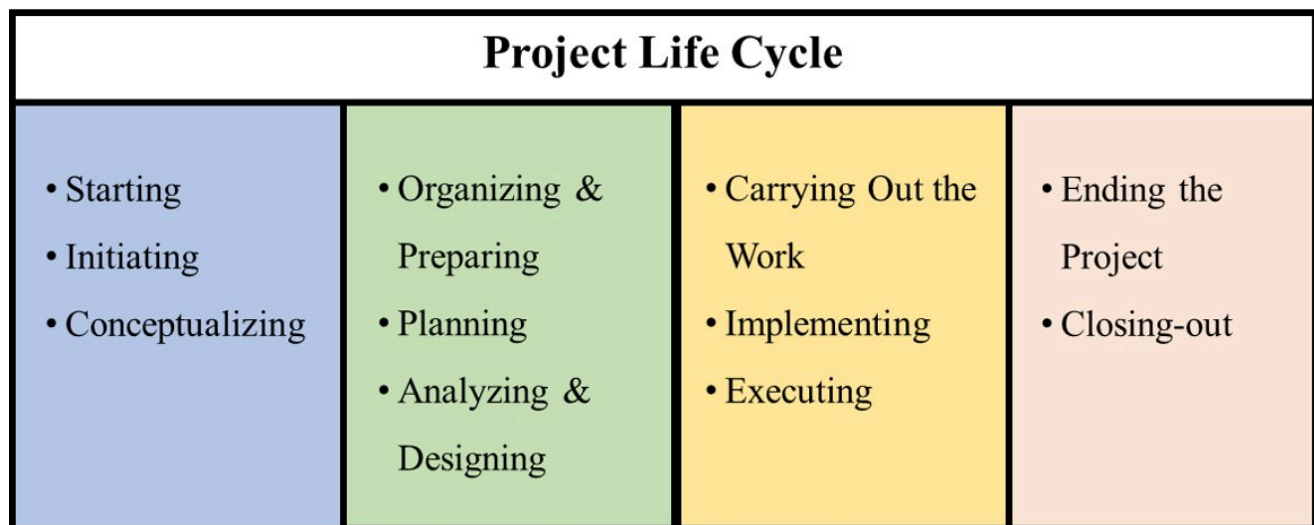 Project Life Cycle
• Starting
• Initiating
• Conceptualizing
• Organizing &
Preparing
• Planning
• Analyzing &
Designing
• Carrying Out the
Work
• Implementing
• Executing
• Ending the
Project
• Closing-out